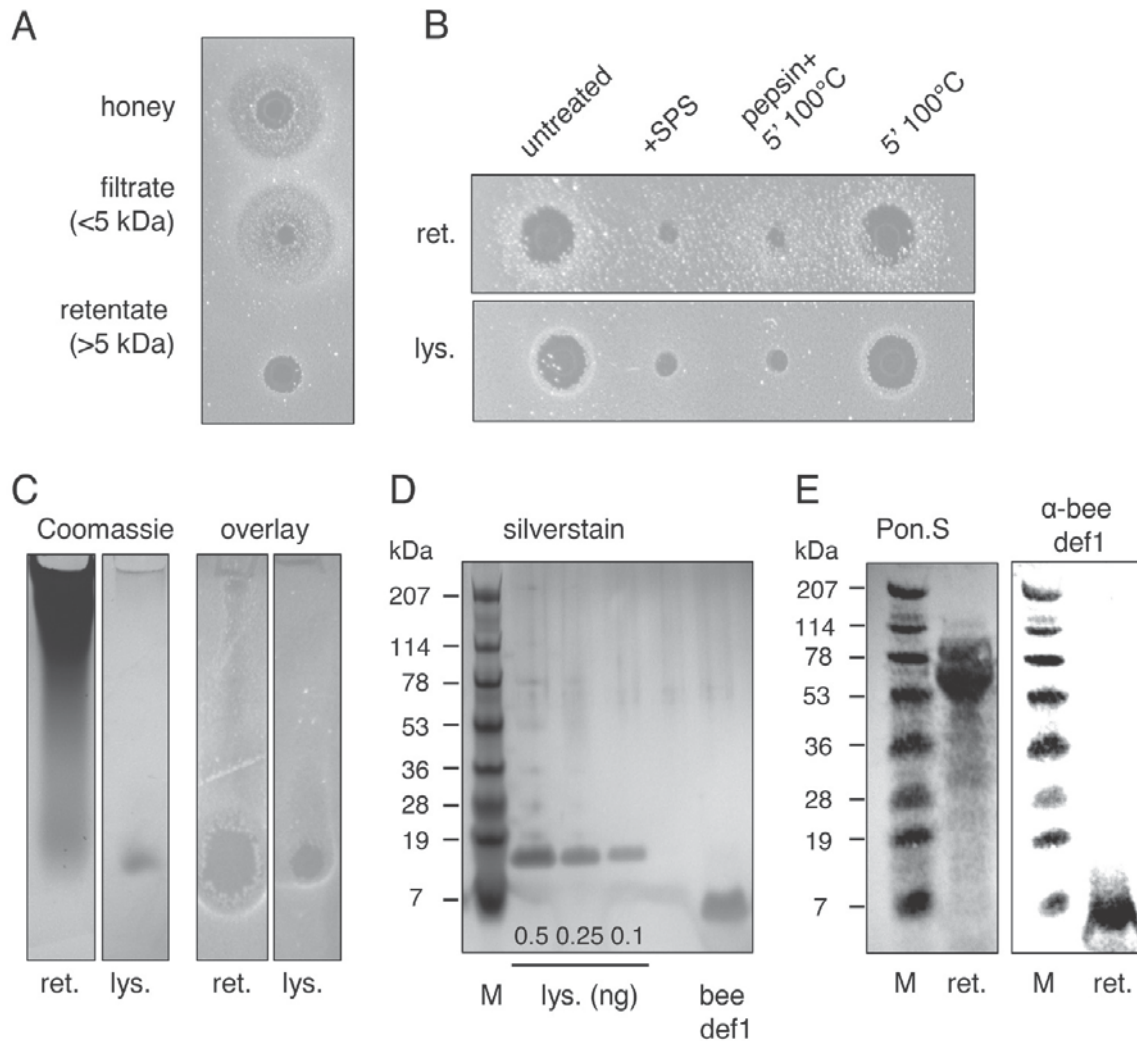 A
honey
filtrate
(<5 kDa)
retentate
(>5 kDa)
B
untreated
+SPS
pepsin+
5' 100°C
5' 100°C
ret.
lys.
C
Coomassie
overlay
ret.
lys.
ret.
lys.
D
silverstain
kDa
207
114
78
53
36
28
19
7
0.5 0.25 0.1
M
lys. (ng)
bee
def1
E
Pon.S
α-bee
def1
kDa
207
114
78
53
36
28
19
7
M
ret.
M
ret.